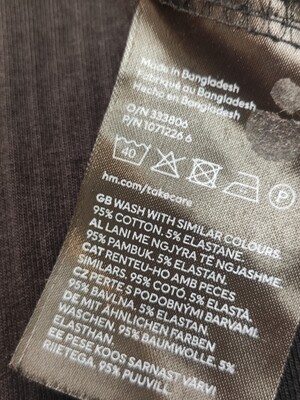 Made in Bangladesh
Fabriqué au Bangladesh
Hecho en Bangladesh
O/N 333806
P/N 1071226 6
40
P
hm.com/takecare
GB WASH WITH SIMILAR COLOURS.
95% COTTON. 5% ELASTANE.
AL LANI ME NGJYRA TË NGJASHME.
95% PAMBUK. 5% ELASTAN.
CAT RENTEU-HO AMB PECES
SIMILARS. 95% COTÓ. 5% ELASTÀ.
CZ PERTE S PODOBNÝMI BARVAMI.
95% BAVLNA. 5% ELASTAN.
DE MIT ÄHNLICHEN FARBEN
WASCHEN. 95% BAUMWOLLE. 5%
ELASTHAN.
EE PESE KOOS SARNAST VÄRVI
RIIETEGA. 95% PUUVILL.